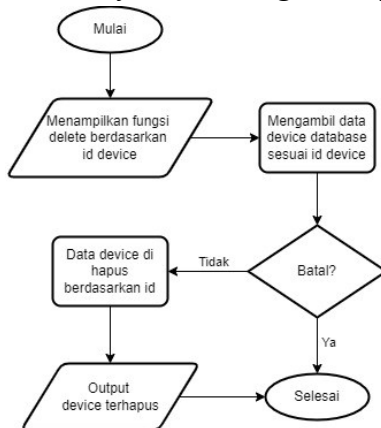 Mulai
Menampilkan fungsi
delete berdasarkan
id device
Mengambil data
device database
sesuai id device
Batal?
Tidak
Data device di
hapus
berdasarkan id
Ya
Output
device terhapus
Selesai